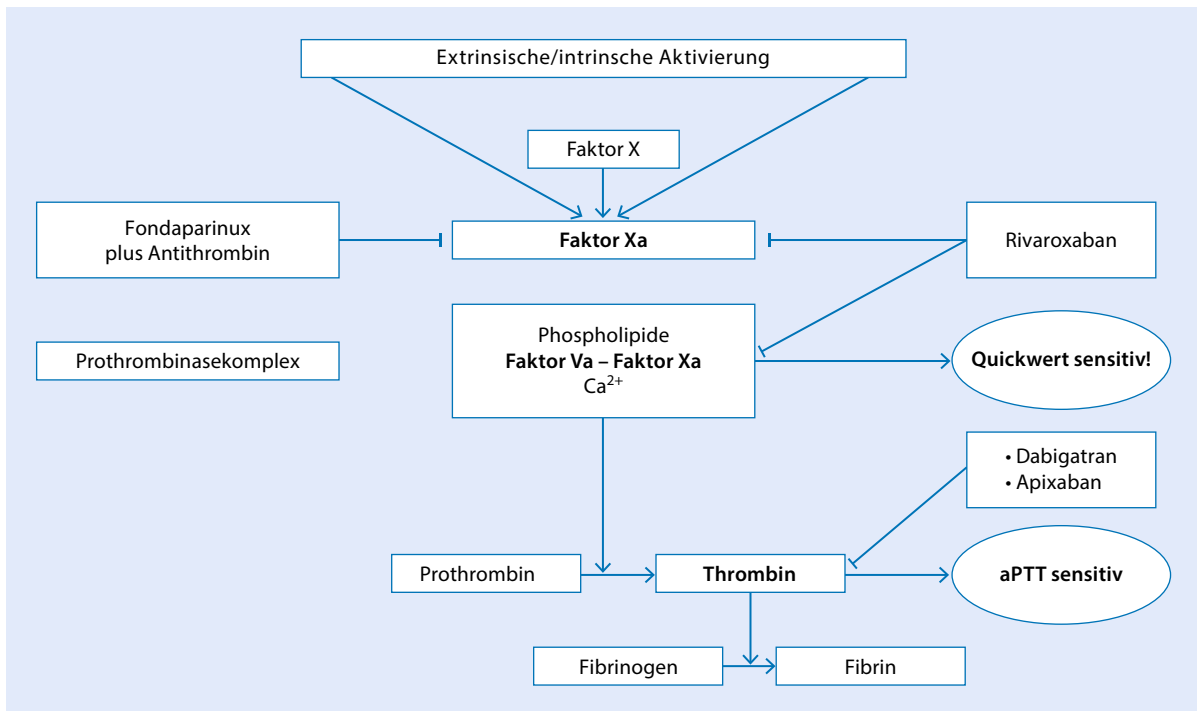 Extrinsische/intrinsche Aktivierung
Faktor X
Fondaparinux
plus Antithrombin
Faktor Xa
Rivaroxaban
Prothrombinasekomplex
Phospholipide
Faktor Va – Faktor Xa
Ca²⁺
Quickwert sensitiv!
• Dabigatran
• Apixaban
Prothrombin
Thrombin
aPTT sensitiv
Fibrinogen
Fibrin